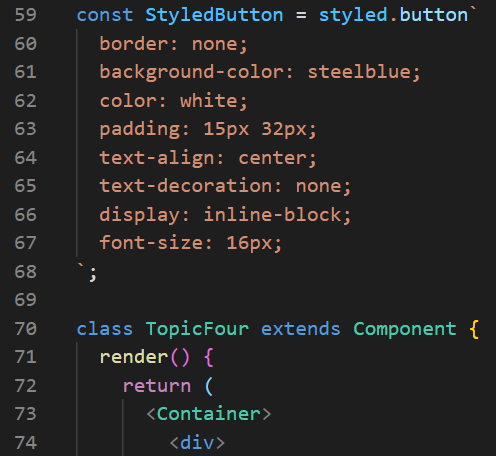 59 const StyledButton = styled.button`
60   border: none;
61   background-color: steelblue;
62   color: white;
63   padding: 15px 32px;
64   text-align: center;
65   text-decoration: none;
66   display: inline-block;
67   font-size: 16px;
68 `;
69
70 class TopicFour extends Component {
71   render() {
72     return (
73       <Container>
74         <div>